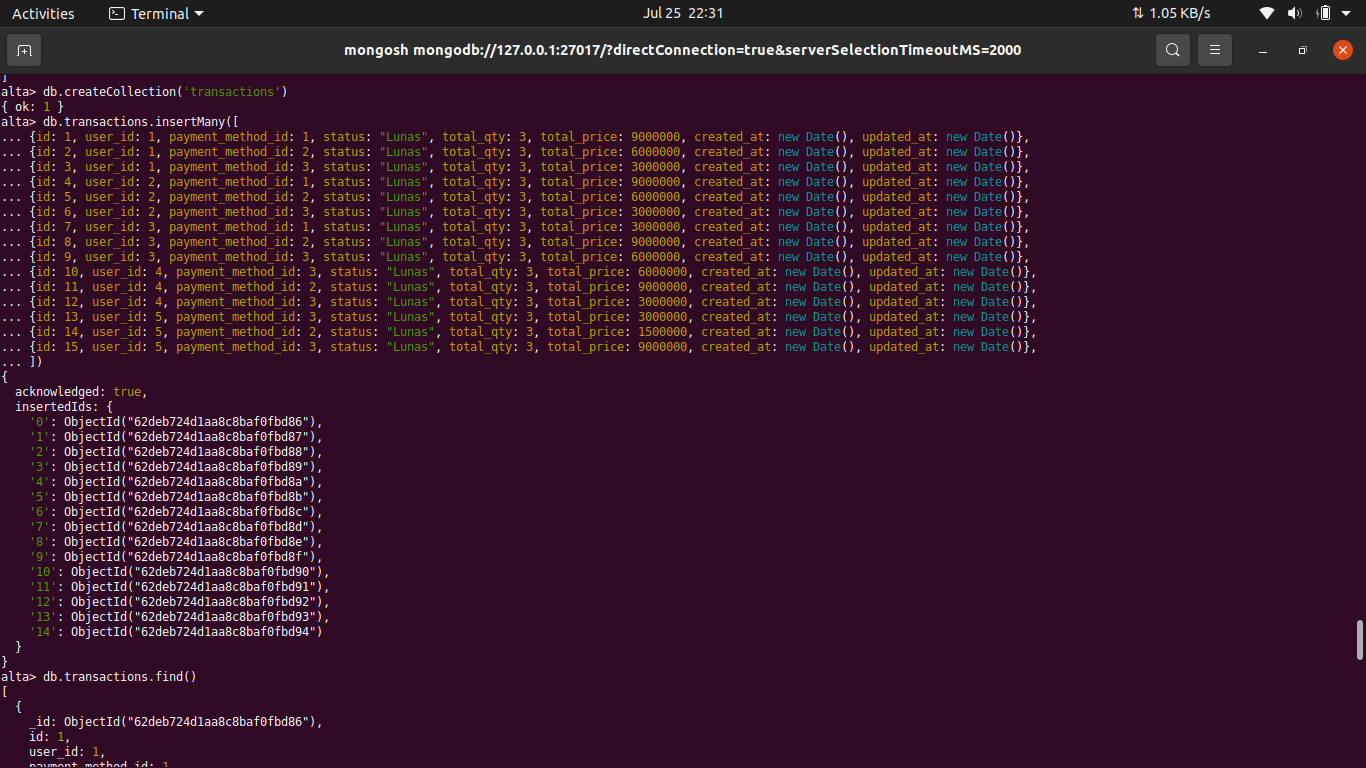 Activities Terminal Jul 25 22:31 1.05 KB/s
mongosh mongodb://127.0.0.1:27017/?directConnection=true&serverSelectionTimeoutMS=2000
]
alta> db.createCollection('transactions')
{ ok: 1 }
alta> db.transactions.insertMany([
... {id: 1, user_id: 1, payment_method_id: 1, status: "Lunas", total_qty: 3, total_price: 9000000, created_at: new Date(), updated_at: new Date()},
... {id: 2, user_id: 1, payment_method_id: 2, status: "Lunas", total_qty: 3, total_price: 6000000, created_at: new Date(), updated_at: new Date()},
... {id: 3, user_id: 1, payment_method_id: 3, status: "Lunas", total_qty: 3, total_price: 3000000, created_at: new Date(), updated_at: new Date()},
... {id: 4, user_id: 2, payment_method_id: 1, status: "Lunas", total_qty: 3, total_price: 9000000, created_at: new Date(), updated_at: new Date()},
... {id: 5, user_id: 2, payment_method_id: 2, status: "Lunas", total_qty: 3, total_price: 6000000, created_at: new Date(), updated_at: new Date()},
... {id: 6, user_id: 2, payment_method_id: 3, status: "Lunas", total_qty: 3, total_price: 3000000, created_at: new Date(), updated_at: new Date()},
... {id: 7, user_id: 3, payment_method_id: 1, status: "Lunas", total_qty: 3, total_price: 3000000, created_at: new Date(), updated_at: new Date()},
... {id: 8, user_id: 3, payment_method_id: 2, status: "Lunas", total_qty: 3, total_price: 9000000, created_at: new Date(), updated_at: new Date()},
... {id: 9, user_id: 3, payment_method_id: 3, status: "Lunas", total_qty: 3, total_price: 6000000, created_at: new Date(), updated_at: new Date()},
... {id: 10, user_id: 4, payment_method_id: 3, status: "Lunas", total_qty: 3, total_price: 6000000, created_at: new Date(), updated_at: new Date()},
... {id: 11, user_id: 4, payment_method_id: 2, status: "Lunas", total_qty: 3, total_price: 9000000, created_at: new Date(), updated_at: new Date()},
... {id: 12, user_id: 4, payment_method_id: 3, status: "Lunas", total_qty: 3, total_price: 3000000, created_at: new Date(), updated_at: new Date()},
... {id: 13, user_id: 5, payment_method_id: 3, status: "Lunas", total_qty: 3, total_price: 3000000, created_at: new Date(), updated_at: new Date()},
... {id: 14, user_id: 5, payment_method_id: 2, status: "Lunas", total_qty: 3, total_price: 1500000, created_at: new Date(), updated_at: new Date()},
... {id: 15, user_id: 5, payment_method_id: 3, status: "Lunas", total_qty: 3, total_price: 9000000, created_at: new Date(), updated_at: new Date()},
... ])
{
acknowledged: true,
insertedIds: {
'0': ObjectId("62deb724d1aa8c8baf0fbd86"),
'1': ObjectId("62deb724d1aa8c8baf0fbd87"),
'2': ObjectId("62deb724d1aa8c8baf0fbd88"),
'3': ObjectId("62deb724d1aa8c8baf0fbd89"),
'4': ObjectId("62deb724d1aa8c8baf0fbd8a"),
'5': ObjectId("62deb724d1aa8c8baf0fbd8b"),
'6': ObjectId("62deb724d1aa8c8baf0fbd8c"),
'7': ObjectId("62deb724d1aa8c8baf0fbd8d"),
'8': ObjectId("62deb724d1aa8c8baf0fbd8e"),
'9': ObjectId("62deb724d1aa8c8baf0fbd8f"),
'10': ObjectId("62deb724d1aa8c8baf0fbd90"),
'11': ObjectId("62deb724d1aa8c8baf0fbd91"),
'12': ObjectId("62deb724d1aa8c8baf0fbd92"),
'13': ObjectId("62deb724d1aa8c8baf0fbd93"),
'14': ObjectId("62deb724d1aa8c8baf0fbd94")
}
}
alta> db.transactions.find()
[
{
_id: ObjectId("62deb724d1aa8c8baf0fbd86"),
id: 1,
user_id: 1,
payment_method_id: 1